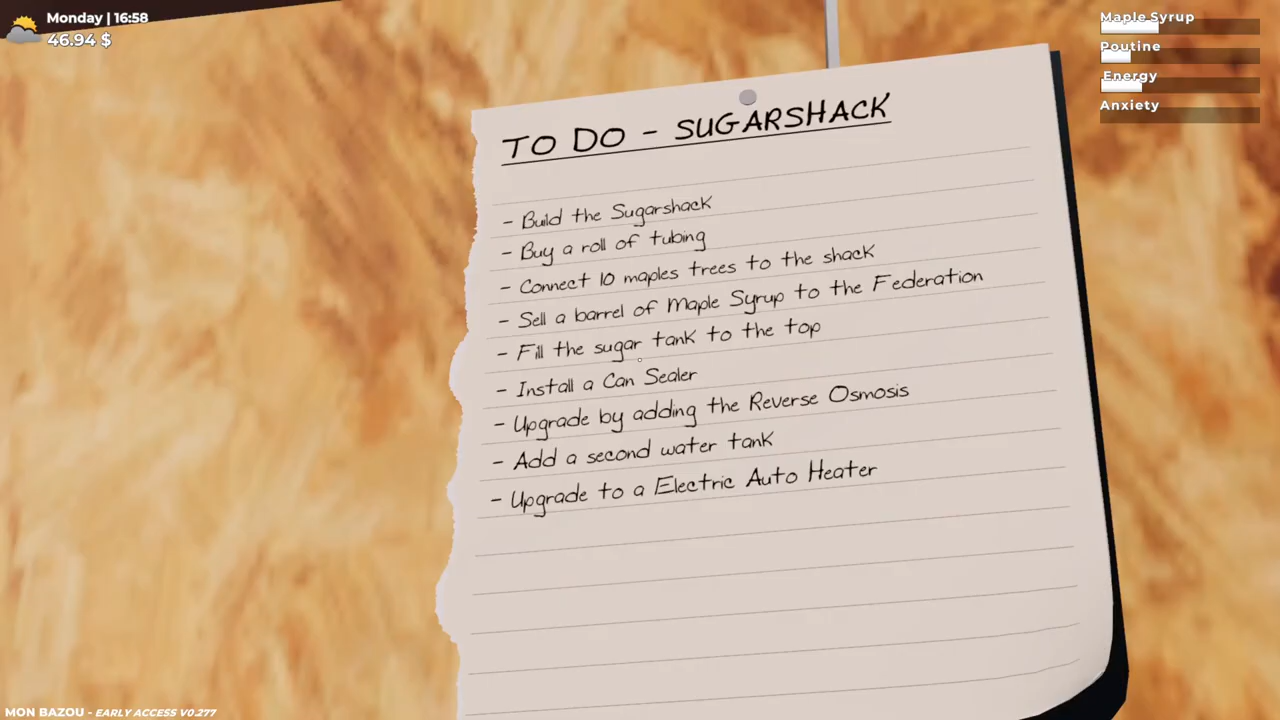 Monday | 16:58
46.94 $
Maple Syrup
Poutine
Energy
Anxiety
TO DO - SUGARSHACK
- Build the Sugarshack
- Buy a roll of tubing
- Connect 10 maples trees to the shack
- Sell a barrel of Maple Syrup to the Federation
- Fill the sugar tank to the top
- Install a Can Sealer
- Upgrade by adding the Reverse Osmosis
- Add a second water tank
- Upgrade to a Electric Auto Heater
MON BAZOU - EARLY ACCESS V0.277